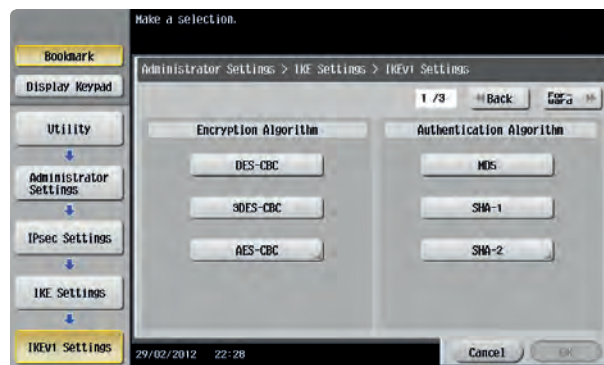 Make a selection.
Bookmark
Display Keypad
Utility
Administrator
Settings
IPsec Settings
IKE Settings
IKEv1 Settings
Administrator Settings > IKE Settings > IKEv1 Settings
1 /3
Back
For-
ward
Encryption Algorithm
Authentication Algorithm
DES-CBC
MD5
3DES-CBC
SHA-1
AES-CBC
SHA-2
29/02/2012 22:28
Cancel
OK